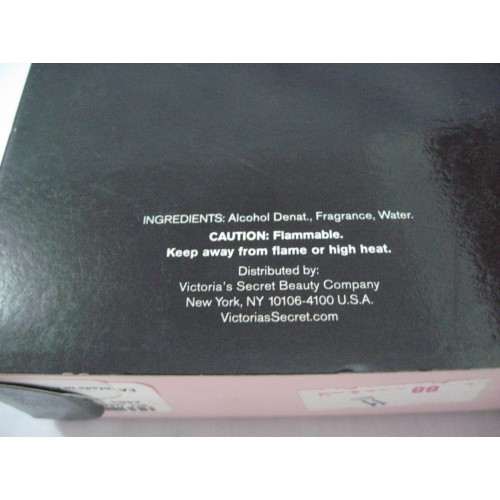 INGREDIENTS: Alcohol Denat., Fragrance, Water.
CAUTION: Flammable.
Keep away from flame or high heat.
Distributed by:
Victoria's Secret Beauty Company
New York, NY 10106-4100 U.S.A.
VictoriasSecret.com